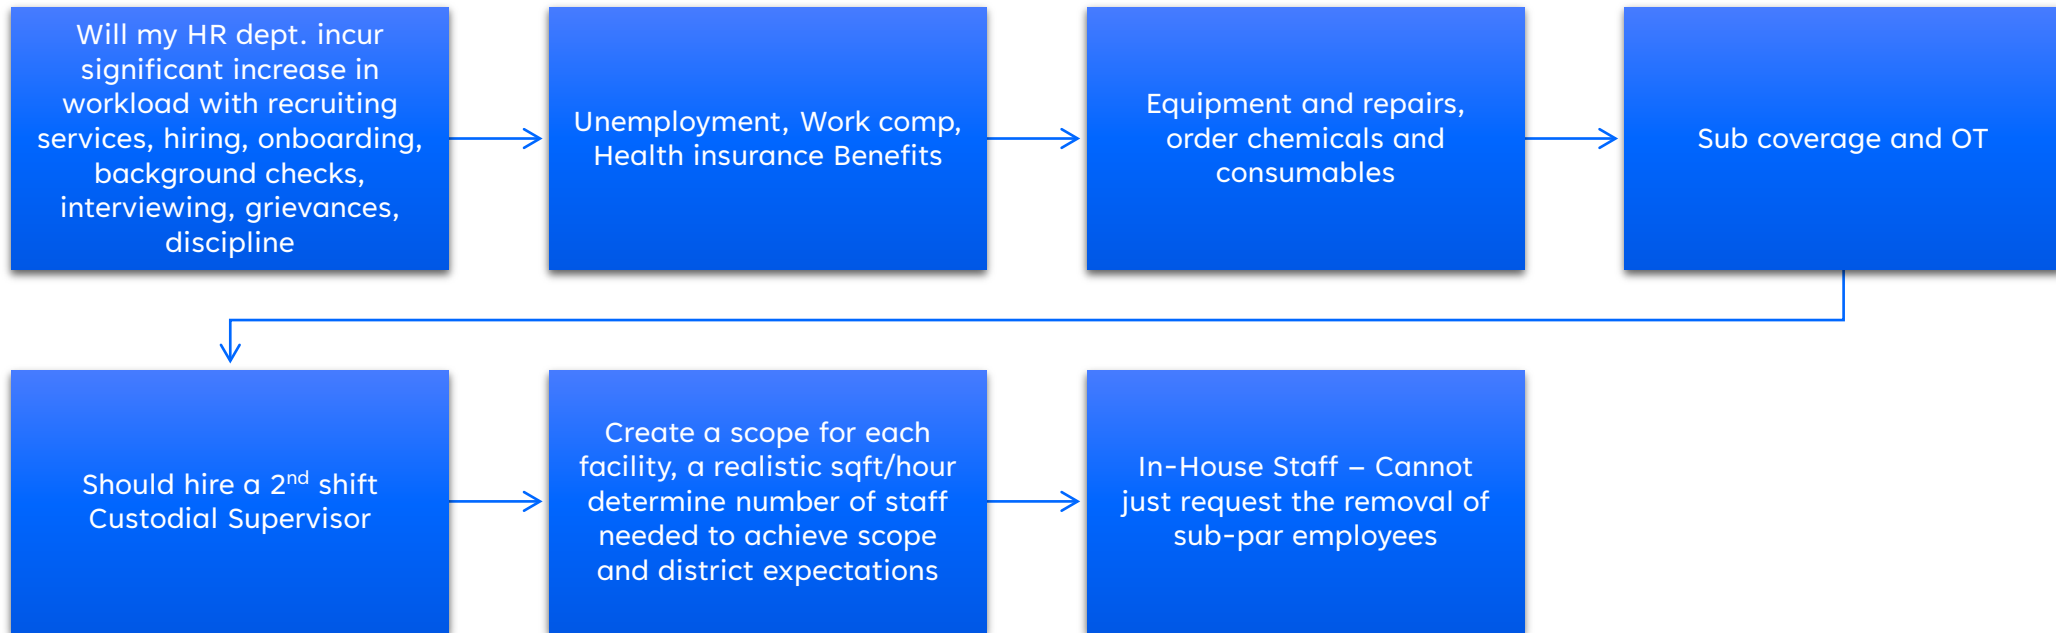 Will my HR dept. incur
significant increase in
workload with recruiting
services, hiring, onboarding,
background checks,
interviewing, grievances,
discipline
Unemployment, Work comp,
Health insurance Benefits
Equipment and repairs,
order chemicals and
consumables
Sub coverage and OT
Should hire a 2nd shift
Custodial Supervisor
Create a scope for each
facility, a realistic sqft/hour
determine number of staff
needed to achieve scope
and district expectations
In-House Staff – Cannot
just request the removal of
sub-par employees